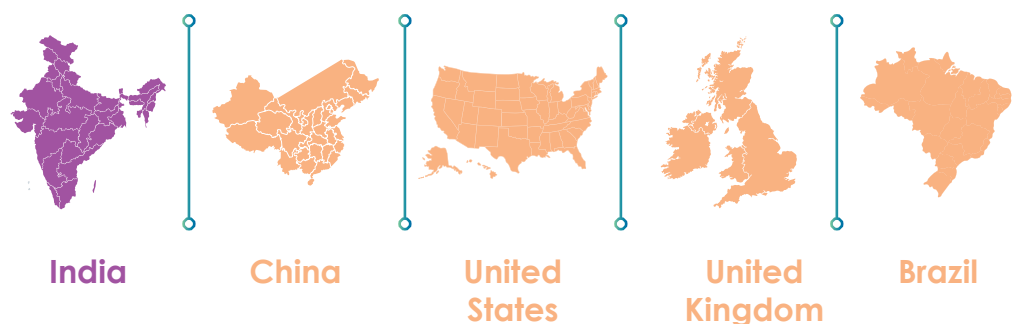 India
China
United
States
United
Kingdom
Brazil